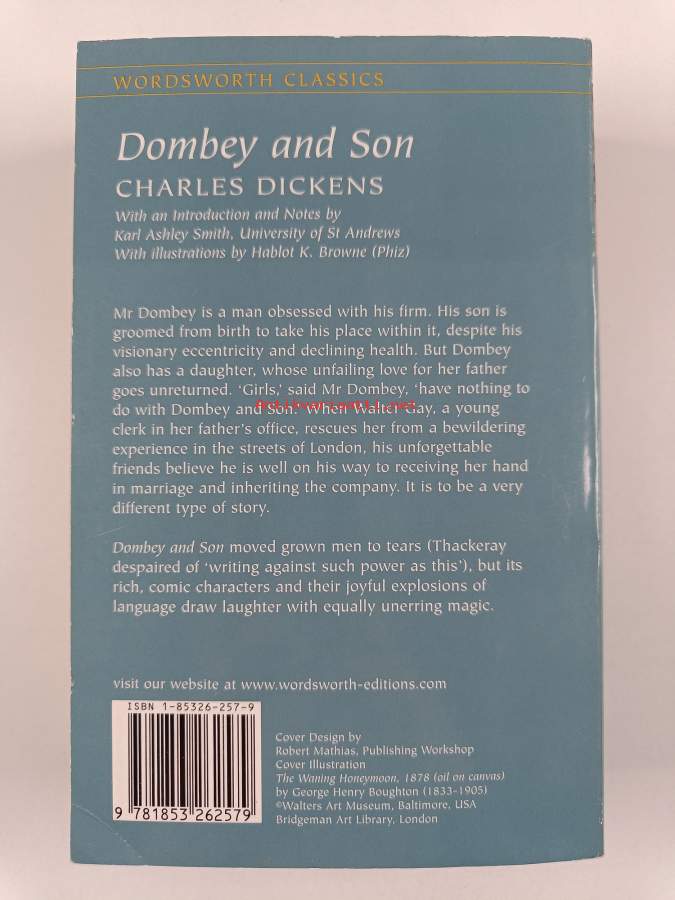 WORDSWORTH CLASSICS
Dombey and Son
CHARLES DICKENS
With an Introduction and Notes by
Karl Ashley Smith, University of St Andrews
With illustrations by Hablot K. Browne (Phiz)
Mr Dombey is a man obsessed with his firm. His son is
groomed from birth to take his place within it, despite his
visionary eccentricity and declining health. But Dombey
also has a daughter, whose unfailing love for her father
goes unreturned. ‘Girls,’ said Mr Dombey, ‘have nothing to
do with Dombey and Son.’ When Walter Gay, a young
Antikvariaatti.net
clerk in her father’s office, rescues her from a bewildering
experience in the streets of London, his unforgettable
friends believe he is well on his way to receiving her hand
in marriage and inheriting the company. It is to be a very
different type of story.
Dombey and Son moved grown men to tears (Thackeray
despaired of ‘writing against such power as this’), but its
rich, comic characters and their joyful explosions of
language draw laughter with equally unerring magic.
visit our website at www.wordsworth-editions.com
ISBN 1-85326-257-9
9 781853 262579
Cover Design by
Robert Mathias, Publishing Workshop
Cover Illustration
The Waning Honeymoon, 1878 (oil on canvas)
by George Henry Boughton (1833-1905)
©Walters Art Museum, Baltimore, USA
Bridgeman Art Library, London